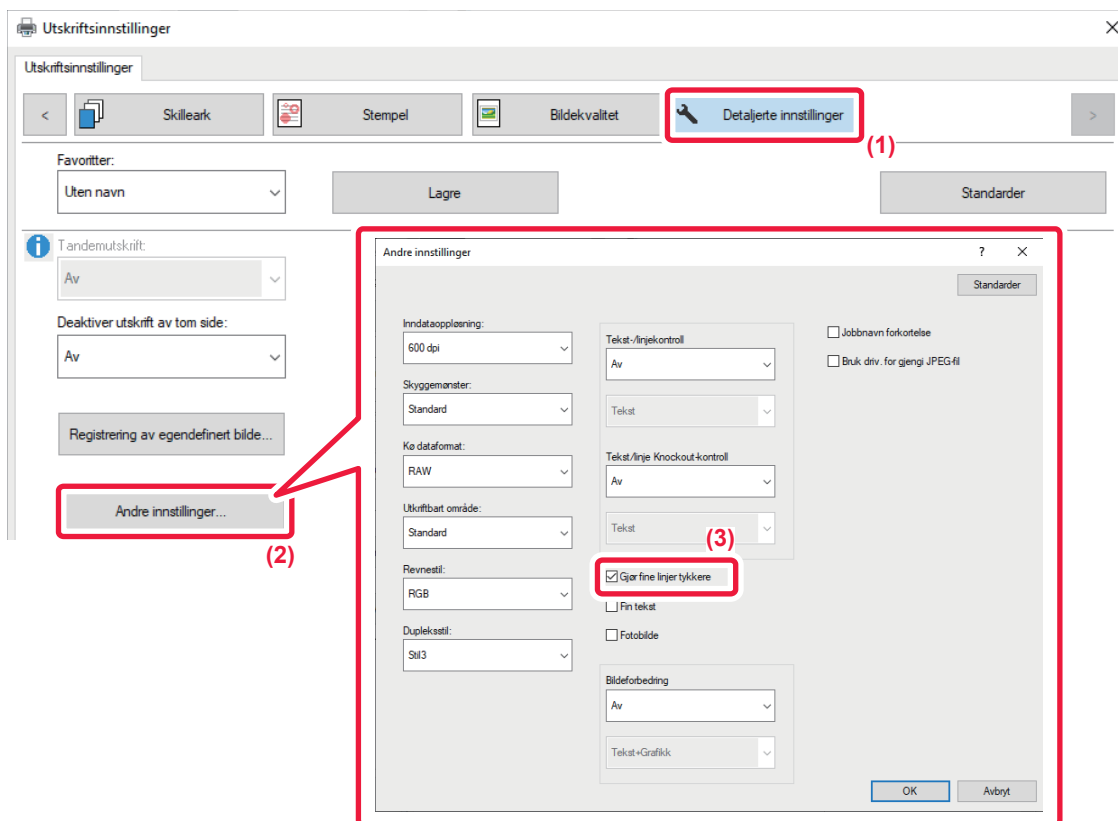 Utskriftsinnstillinger
Utskriftsinnstillinger
< Skilleark Stempel Bildekvalitet Detaljerte innstillinger >
(1)
Favoritter:
Uten navn Lagre Standarder
Tandemutskrift:
Av
Deaktiver utskrift av tom side:
Av
Registrering av egendefinert bilde...
Andre innstillinger...
(2)
Andre innstillinger ?
Standarder
Inndataoppløsning:
600 dpi
Skyggemønster:
Standard
Kø dataformat:
RAW
Utkriftbart område:
Standard
Revnestil:
RGB
Dupleksstil:
Stil3
Tekst-/linjekontroll
Av
Tekst
Tekst/linje Knockout-kontroll
Av
Tekst
(3)
Gjør fine linjer tykkere
Fin tekst
Fotobilde
Bildeforbedring
Av
Tekst+Grafikk
Jobbnavn forkortelse
Bruk driv. for gjengi JPEG-fil
OK Avbryt